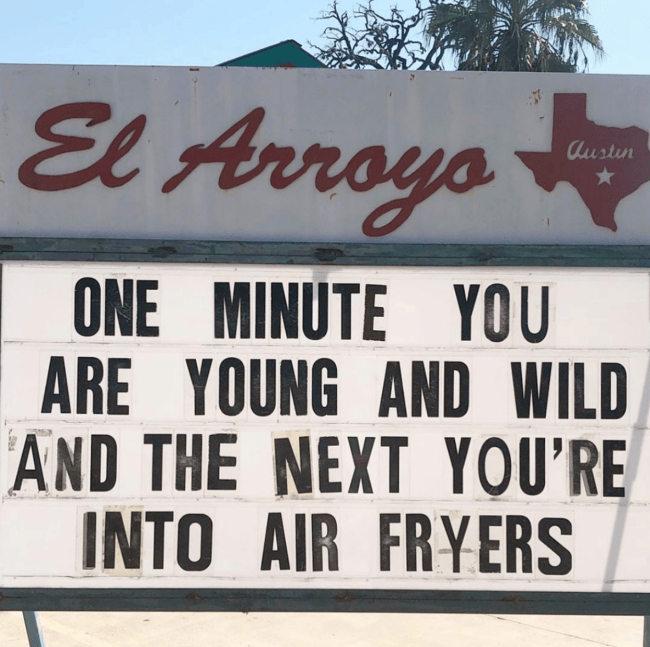 El Arroyo
Austin
ONE MINUTE YOU
ARE YOUNG AND WILD
AND THE NEXT YOU'RE
INTO AIR FRYERS